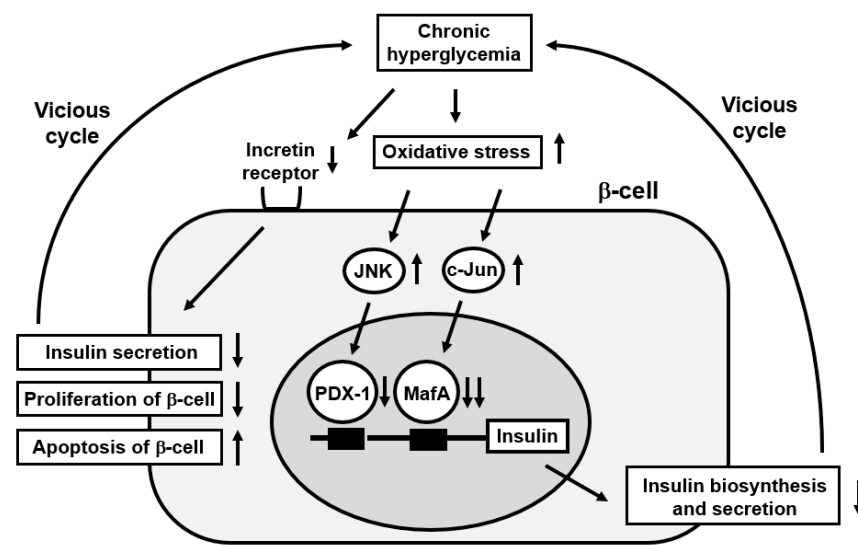 Chronic
hyperglycemia
Vicious
cycle
Vicious
cycle
Incretin
receptor
Oxidative stress
β-cell
JNK
c-Jun
Insulin secretion
Proliferation of β-cell
Apoptosis of β-cell
PDX-1
MafA
Insulin
Insulin biosynthesis
and secretion